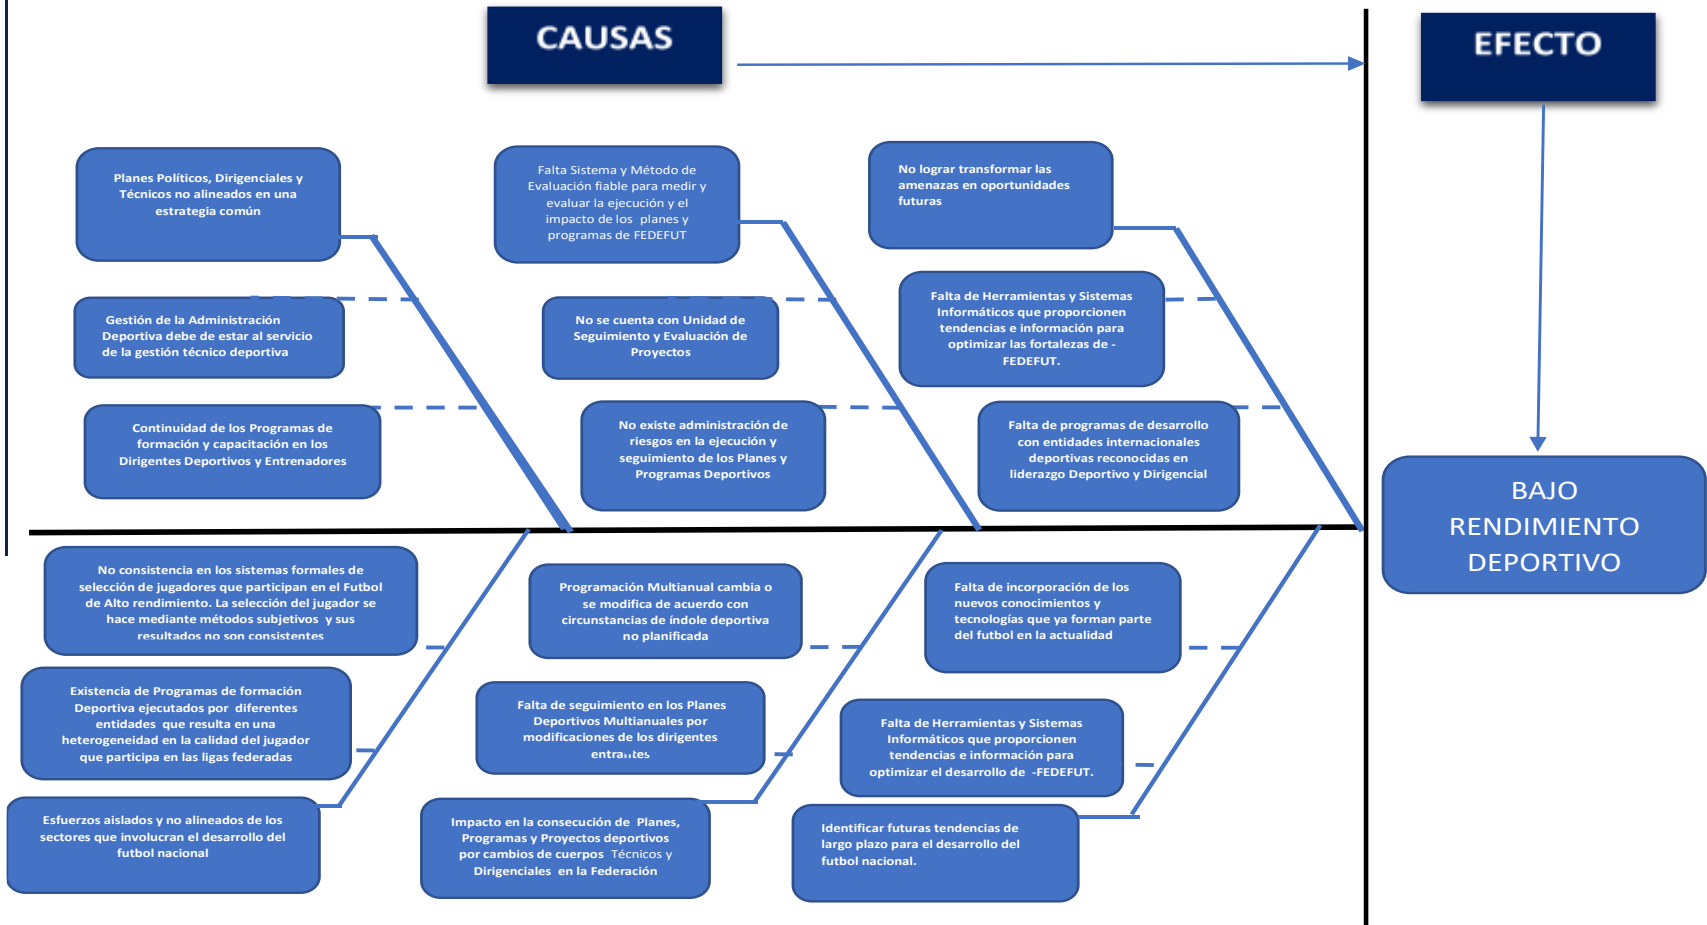 CAUSAS
EFECTO
Planes Políticos, Dirigenciales y
Técnicos no alineados en una
estrategia común
Falta Sistema y Método de
Evaluación fiable para medir y
evaluar la ejecución y el
impacto de los planes y
programas de FEDEFUT
No lograr transformar las
amenazas en oportunidades
futuras
Gestión de la Administración
Deportiva debe de estar al servicio
de la gestión técnico deportiva
No se cuenta con Unidad de
Seguimiento y Evaluación de
Proyectos
Falta de Herramientas y Sistemas
Informáticos que proporcionen
tendencias e información para
optimizar las fortalezas de -
FEDEFUT.
Continuidad de los Programas de
formación y capacitación en los
Dirigentes Deportivos y Entrenadores
No existe administración de
riesgos en la ejecución y
seguimiento de los Planes y
Programas Deportivos
Falta de programas de desarrollo
con entidades internacionales
deportivas reconocidas en
liderazgo Deportivo y Dirigencial
BAJO
RENDIMIENTO
DEPORTIVO
No consistencia en los sistemas formales de
selección de jugadores que participan en el Futbol
de Alto rendimiento. La selección del jugador se
hace mediante métodos subjetivos y sus
resultados no son consistentes
Programación Multianual cambia o
se modifica de acuerdo con
circunstancias de índole deportiva
no planificada
Falta de incorporación de los
nuevos conocimientos y
tecnologías que ya forman parte
del futbol en la actualidad
Existencia de Programas de formación
Deportiva ejecutados por diferentes
entidades que resulta en una
heterogeneidad en la calidad del jugador
que participa en las ligas federadas
Falta de seguimiento en los Planes
Deportivos Multianuales por
modificaciones de los dirigentes
entrantes
Falta de Herramientas y Sistemas
Informáticos que proporcionen
tendencias e información para
optimizar el desarrollo de -FEDEFUT.
Esfuerzos aislados y no alineados de los
sectores que involucran el desarrollo del
futbol nacional
Impacto en la consecución de Planes,
Programas y Proyectos deportivos
por cambios de cuerpos Técnicos y
Dirigenciales en la Federación
Identificar futuras tendencias de
largo plazo para el desarrollo del
futbol nacional.